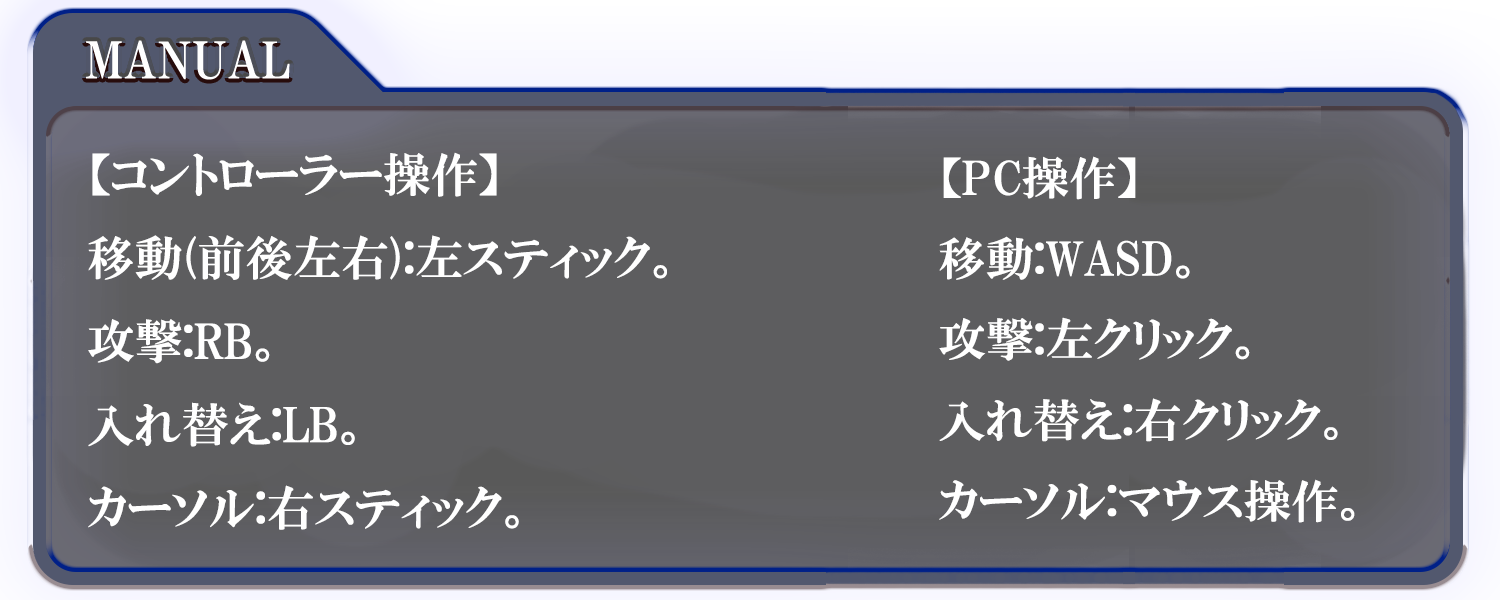 MANUAL
【コントローラー操作】
移動(前後左右):左スティック。
攻撃:RB。
入れ替え:LB。
カーソル:右スティック。
【PC操作】
移動:WASD。
攻撃:左クリック。
入れ替え:右クリック。
カーソル:マウス操作。